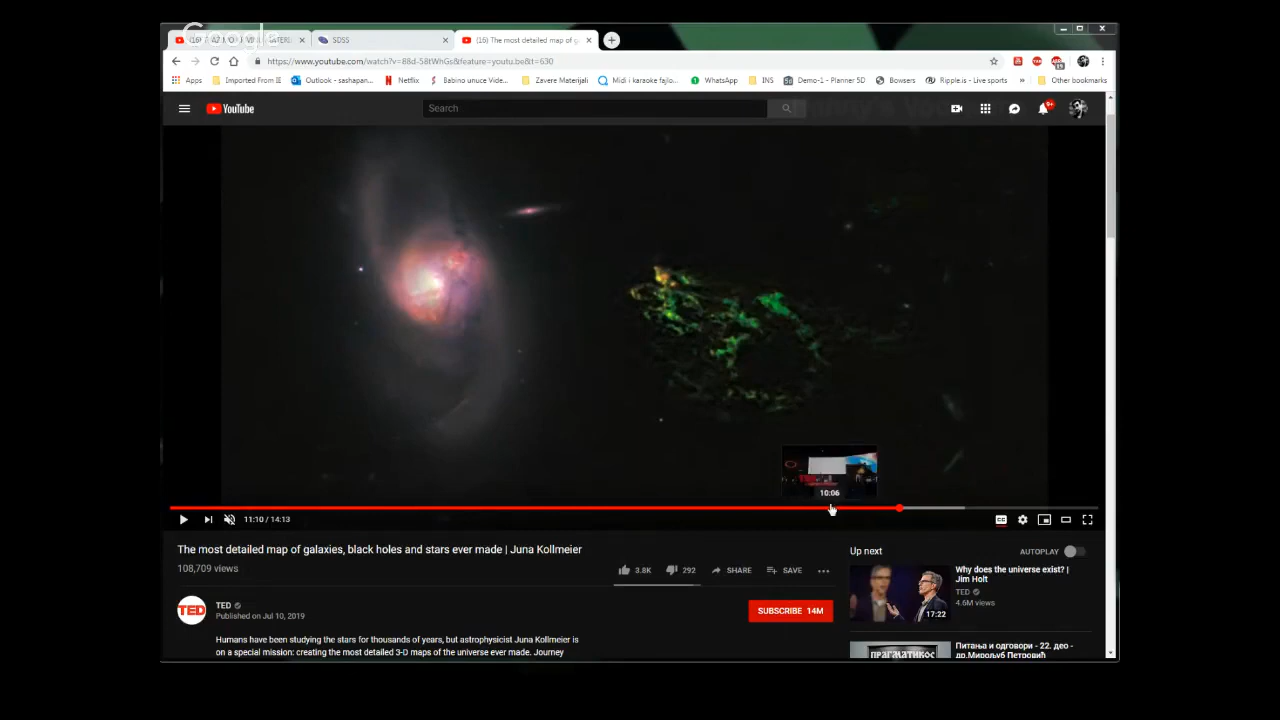 Google
SDSS
(16) The most detailed map of g
https://www.youtube.com/watch?v=88d-58tWhGs&feature=youtu.be&t=630
Apps
Imported From IE
Outlook - sashapan...
Netflix
Babino unuce Vide...
Zavere Materijali
Midi i karaoke fajlo...
WhatsApp
INS
Demo-1 - Planner 5D
Bowsers
Ripple.is - Live sports
»
Other bookmarks
YouTube
Search
9+
10:06
11:10 / 14:13
CC
The most detailed map of galaxies, black holes and stars ever made | Juna Kollmeier
108,709 views
3.8K
292
SHARE
SAVE
TED
TED
Published on Jul 10, 2019
SUBSCRIBE 14M
Humans have been studying the stars for thousands of years, but astrophysicist Juna Kollmeier is
on a special mission: creating the most detailed 3-D maps of the universe ever made. Journey
Up next
AUTOPLAY
Why does the universe exist? |
Jim Holt
TED
4.6M views
17:22
ПРАГМАТИКОС
Питања и одговори - 22. део -
др.Мирољуб Петровић